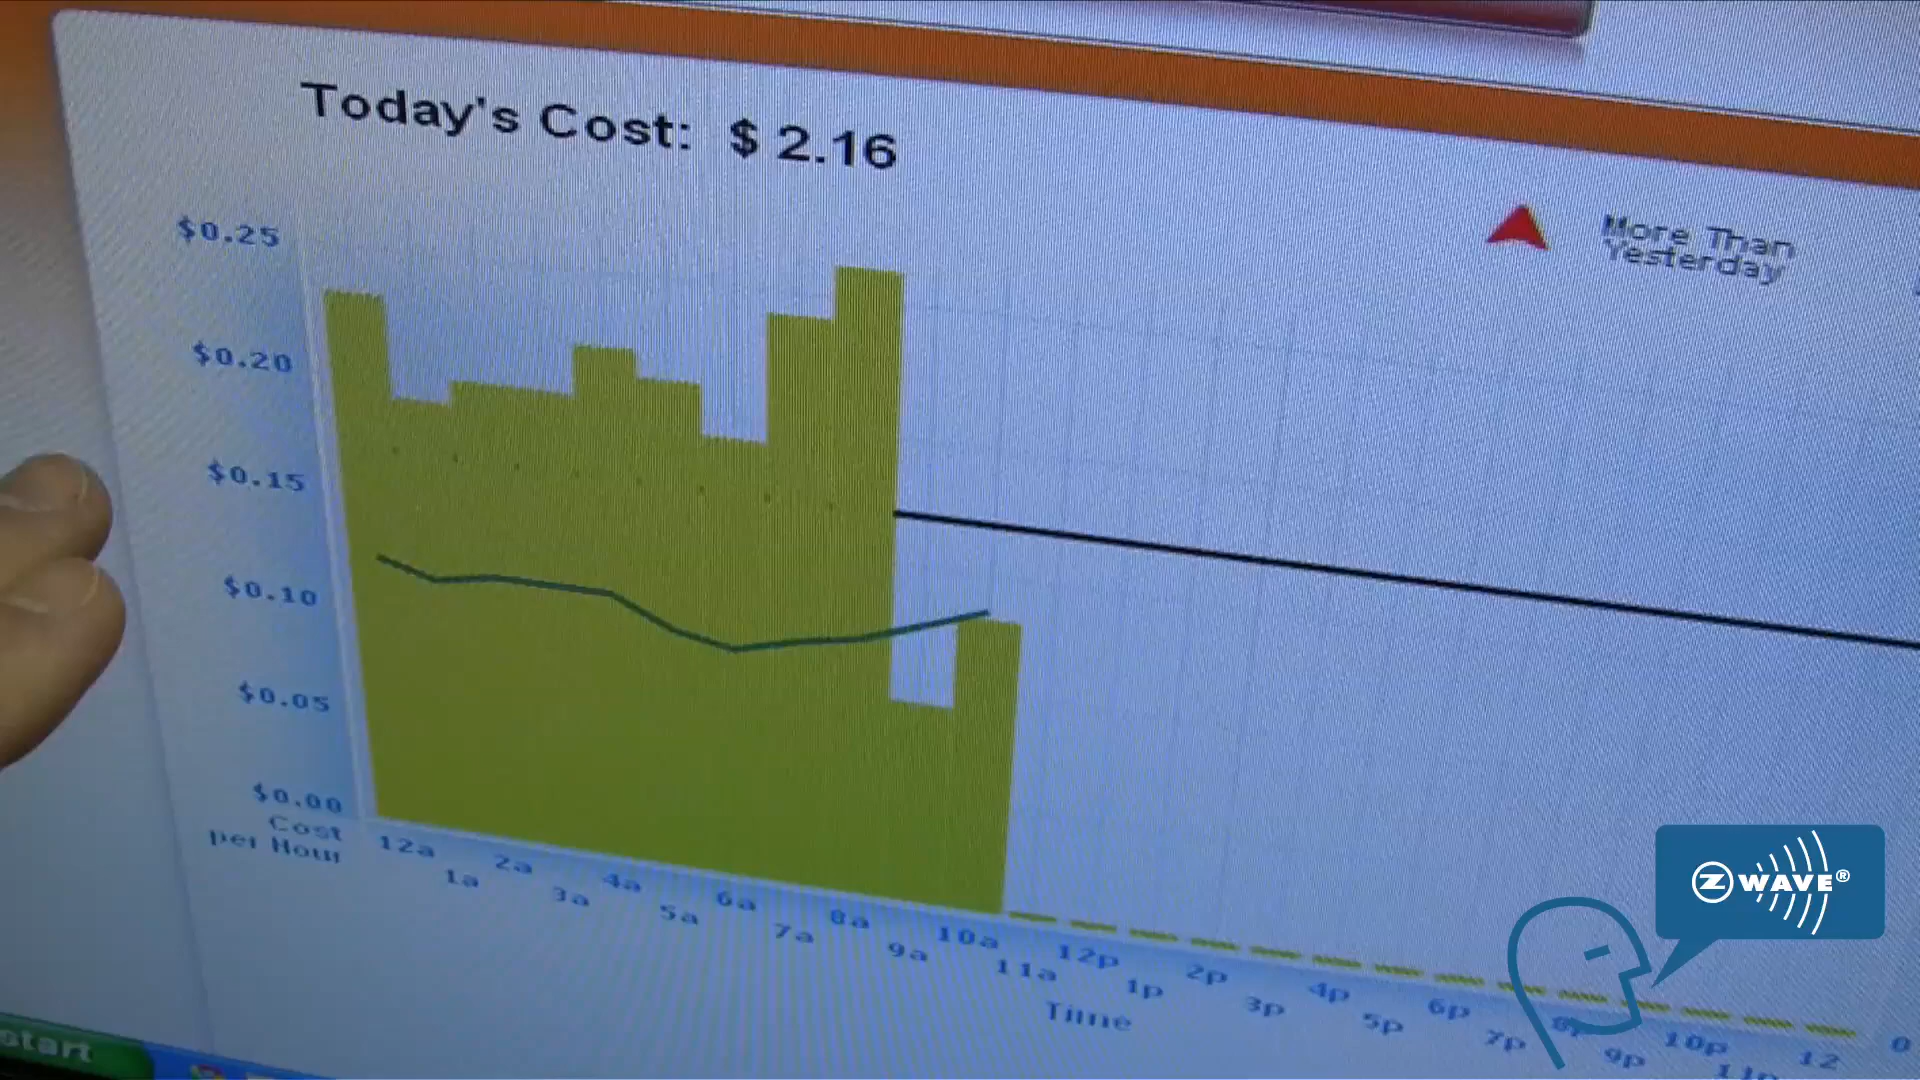 Today's Cost: $ 2.16
More Than
Yesterday
$0.25
$0.20
$0.15
$0.10
$0.05
$0.00
Cost
per Hour
12a 1a 2a 3a 4a 5a 6a 7a 8a 9a 10a 11a 12p 1p 2p 3p 4p 5p 6p 7p 8p 9p 10p 11p 12
0
Time
start
Z WAVE®